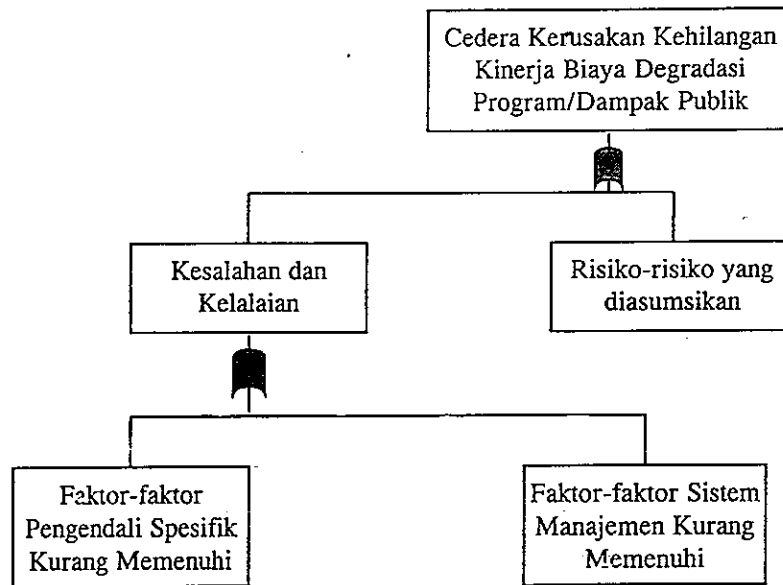 Cedera Kerusakan Kehilangan
Kinerja Biaya Degradasi
Program/Dampak Publik
Kesalahan dan
Kelalaian
Risiko-risiko yang
diasumsikan
Faktor-faktor
Pengendali Spesifik
Kurang Memenuhi
Faktor-faktor Sistem
Manajemen Kurang
Memenuhi